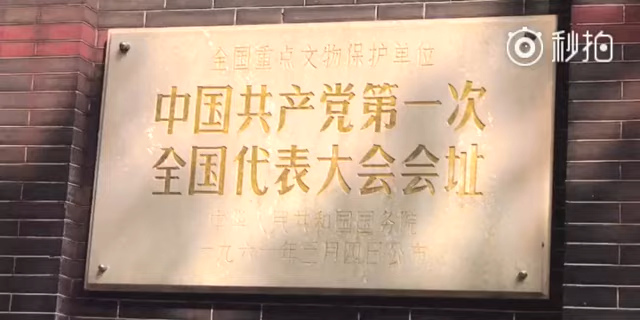 秒拍
全国重点文物保护单位
中国共产党第一次
全国代表大会会址
中华人民共和国国务院
一九六一年三月四日公布